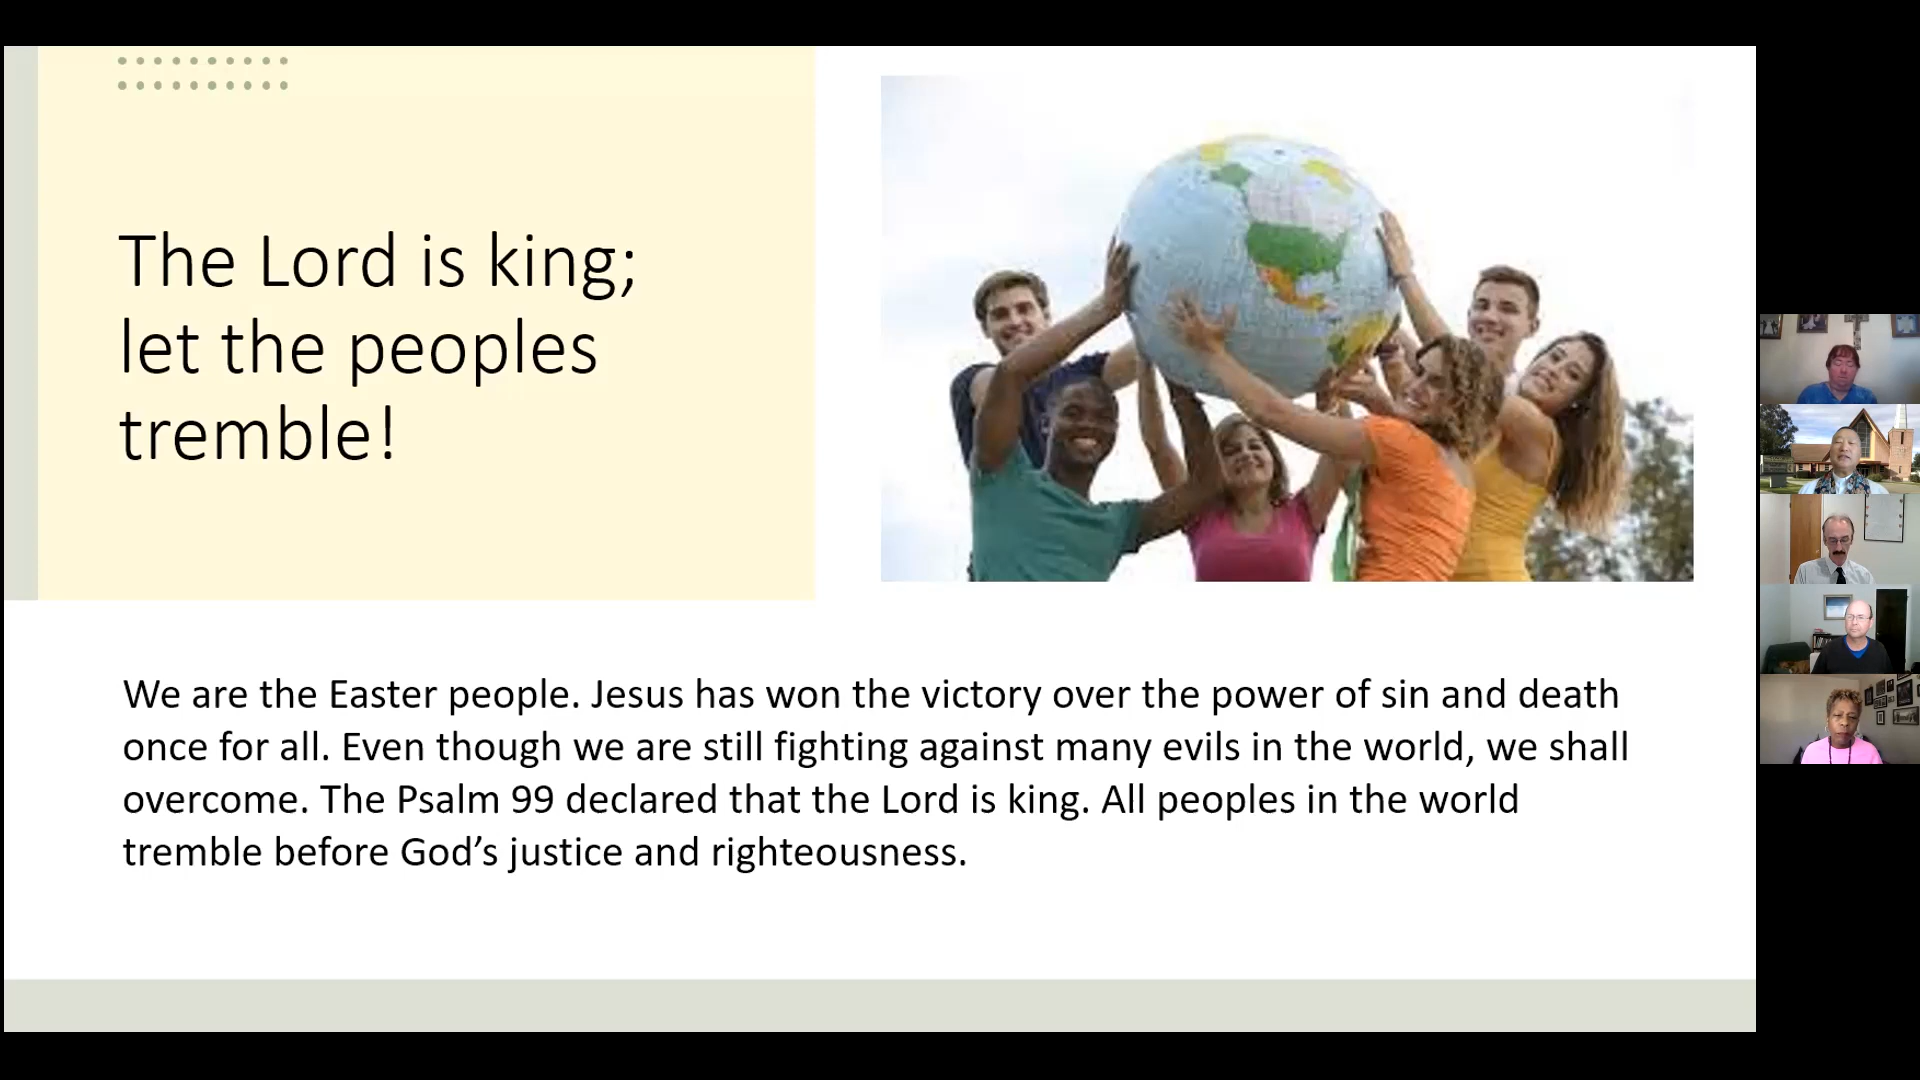 The Lord is king;
let the peoples
tremble!
We are the Easter people. Jesus has won the victory over the power of sin and death
once for all. Even though we are still fighting against many evils in the world, we shall
overcome. The Psalm 99 declared that the Lord is king. All peoples in the world
tremble before God’s justice and righteousness.